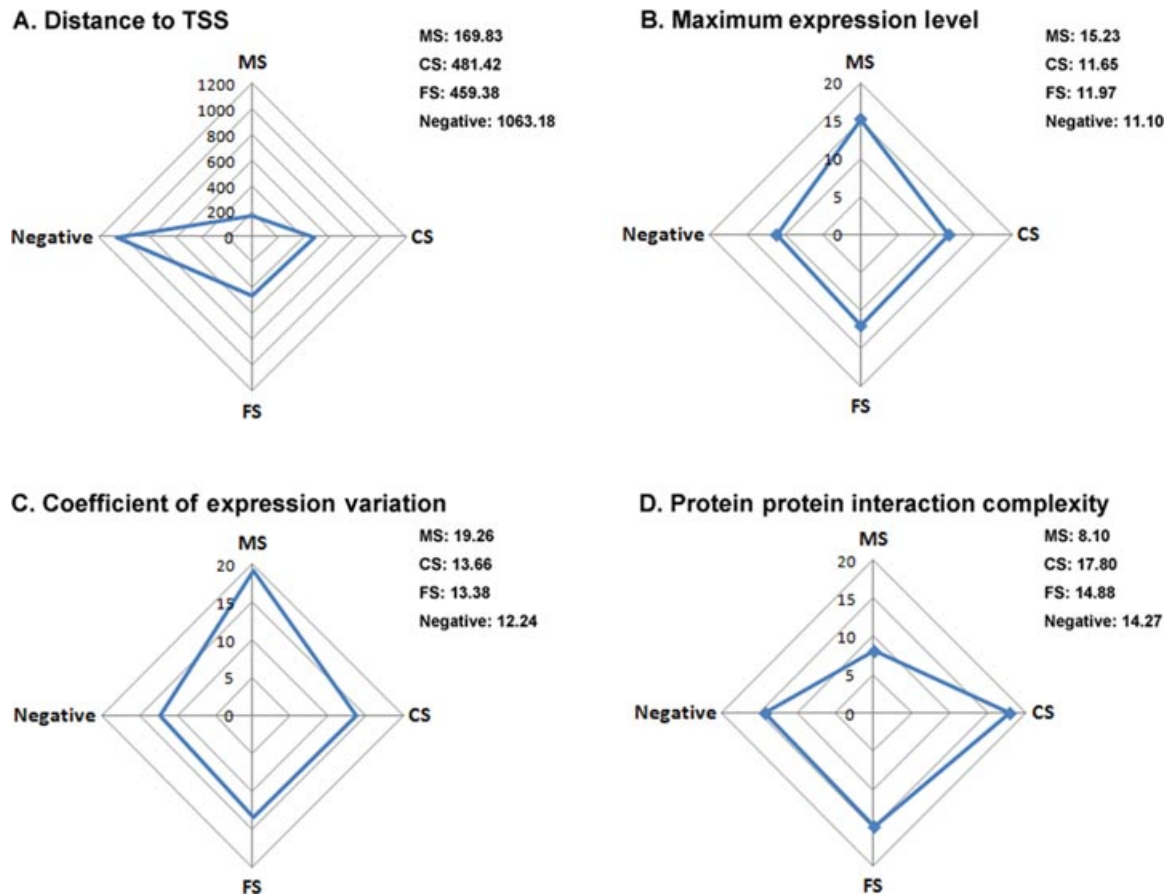 A. Distance to TSS
MS: 169.83
CS: 481.42
FS: 459.38
Negative: 1063.18
MS
1200
1000
800
600
400
200
0
Negative
CS
FS
B. Maximum expression level
MS: 15.23
CS: 11.65
FS: 11.97
Negative: 11.10
MS
20
15
10
5
0
Negative
CS
FS
C. Coefficient of expression variation
MS: 19.26
CS: 13.66
FS: 13.38
Negative: 12.24
MS
20
15
10
5
0
Negative
CS
FS
D. Protein protein interaction complexity
MS: 8.10
CS: 17.80
FS: 14.88
Negative: 14.27
MS
20
15
10
5
0
Negative
CS
FS